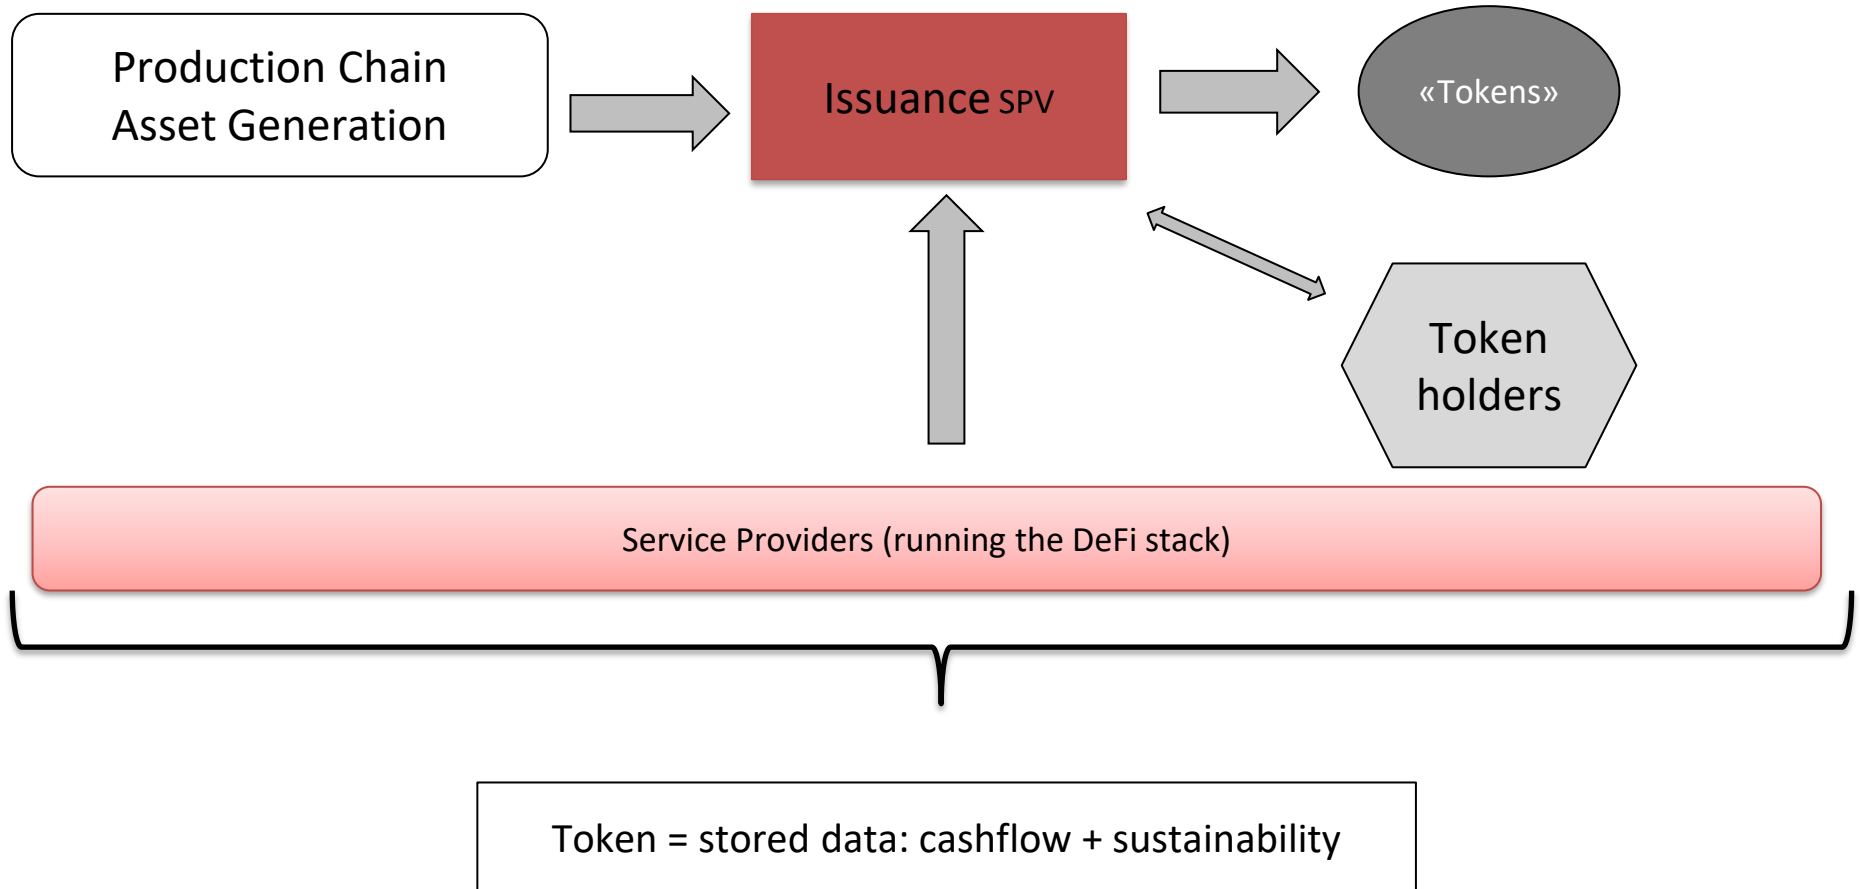 Production Chain
Asset Generation
Issuance SPV
«Tokens»
Token
holders
Service Providers (running the DeFi stack)
Token = stored data: cashflow + sustainability